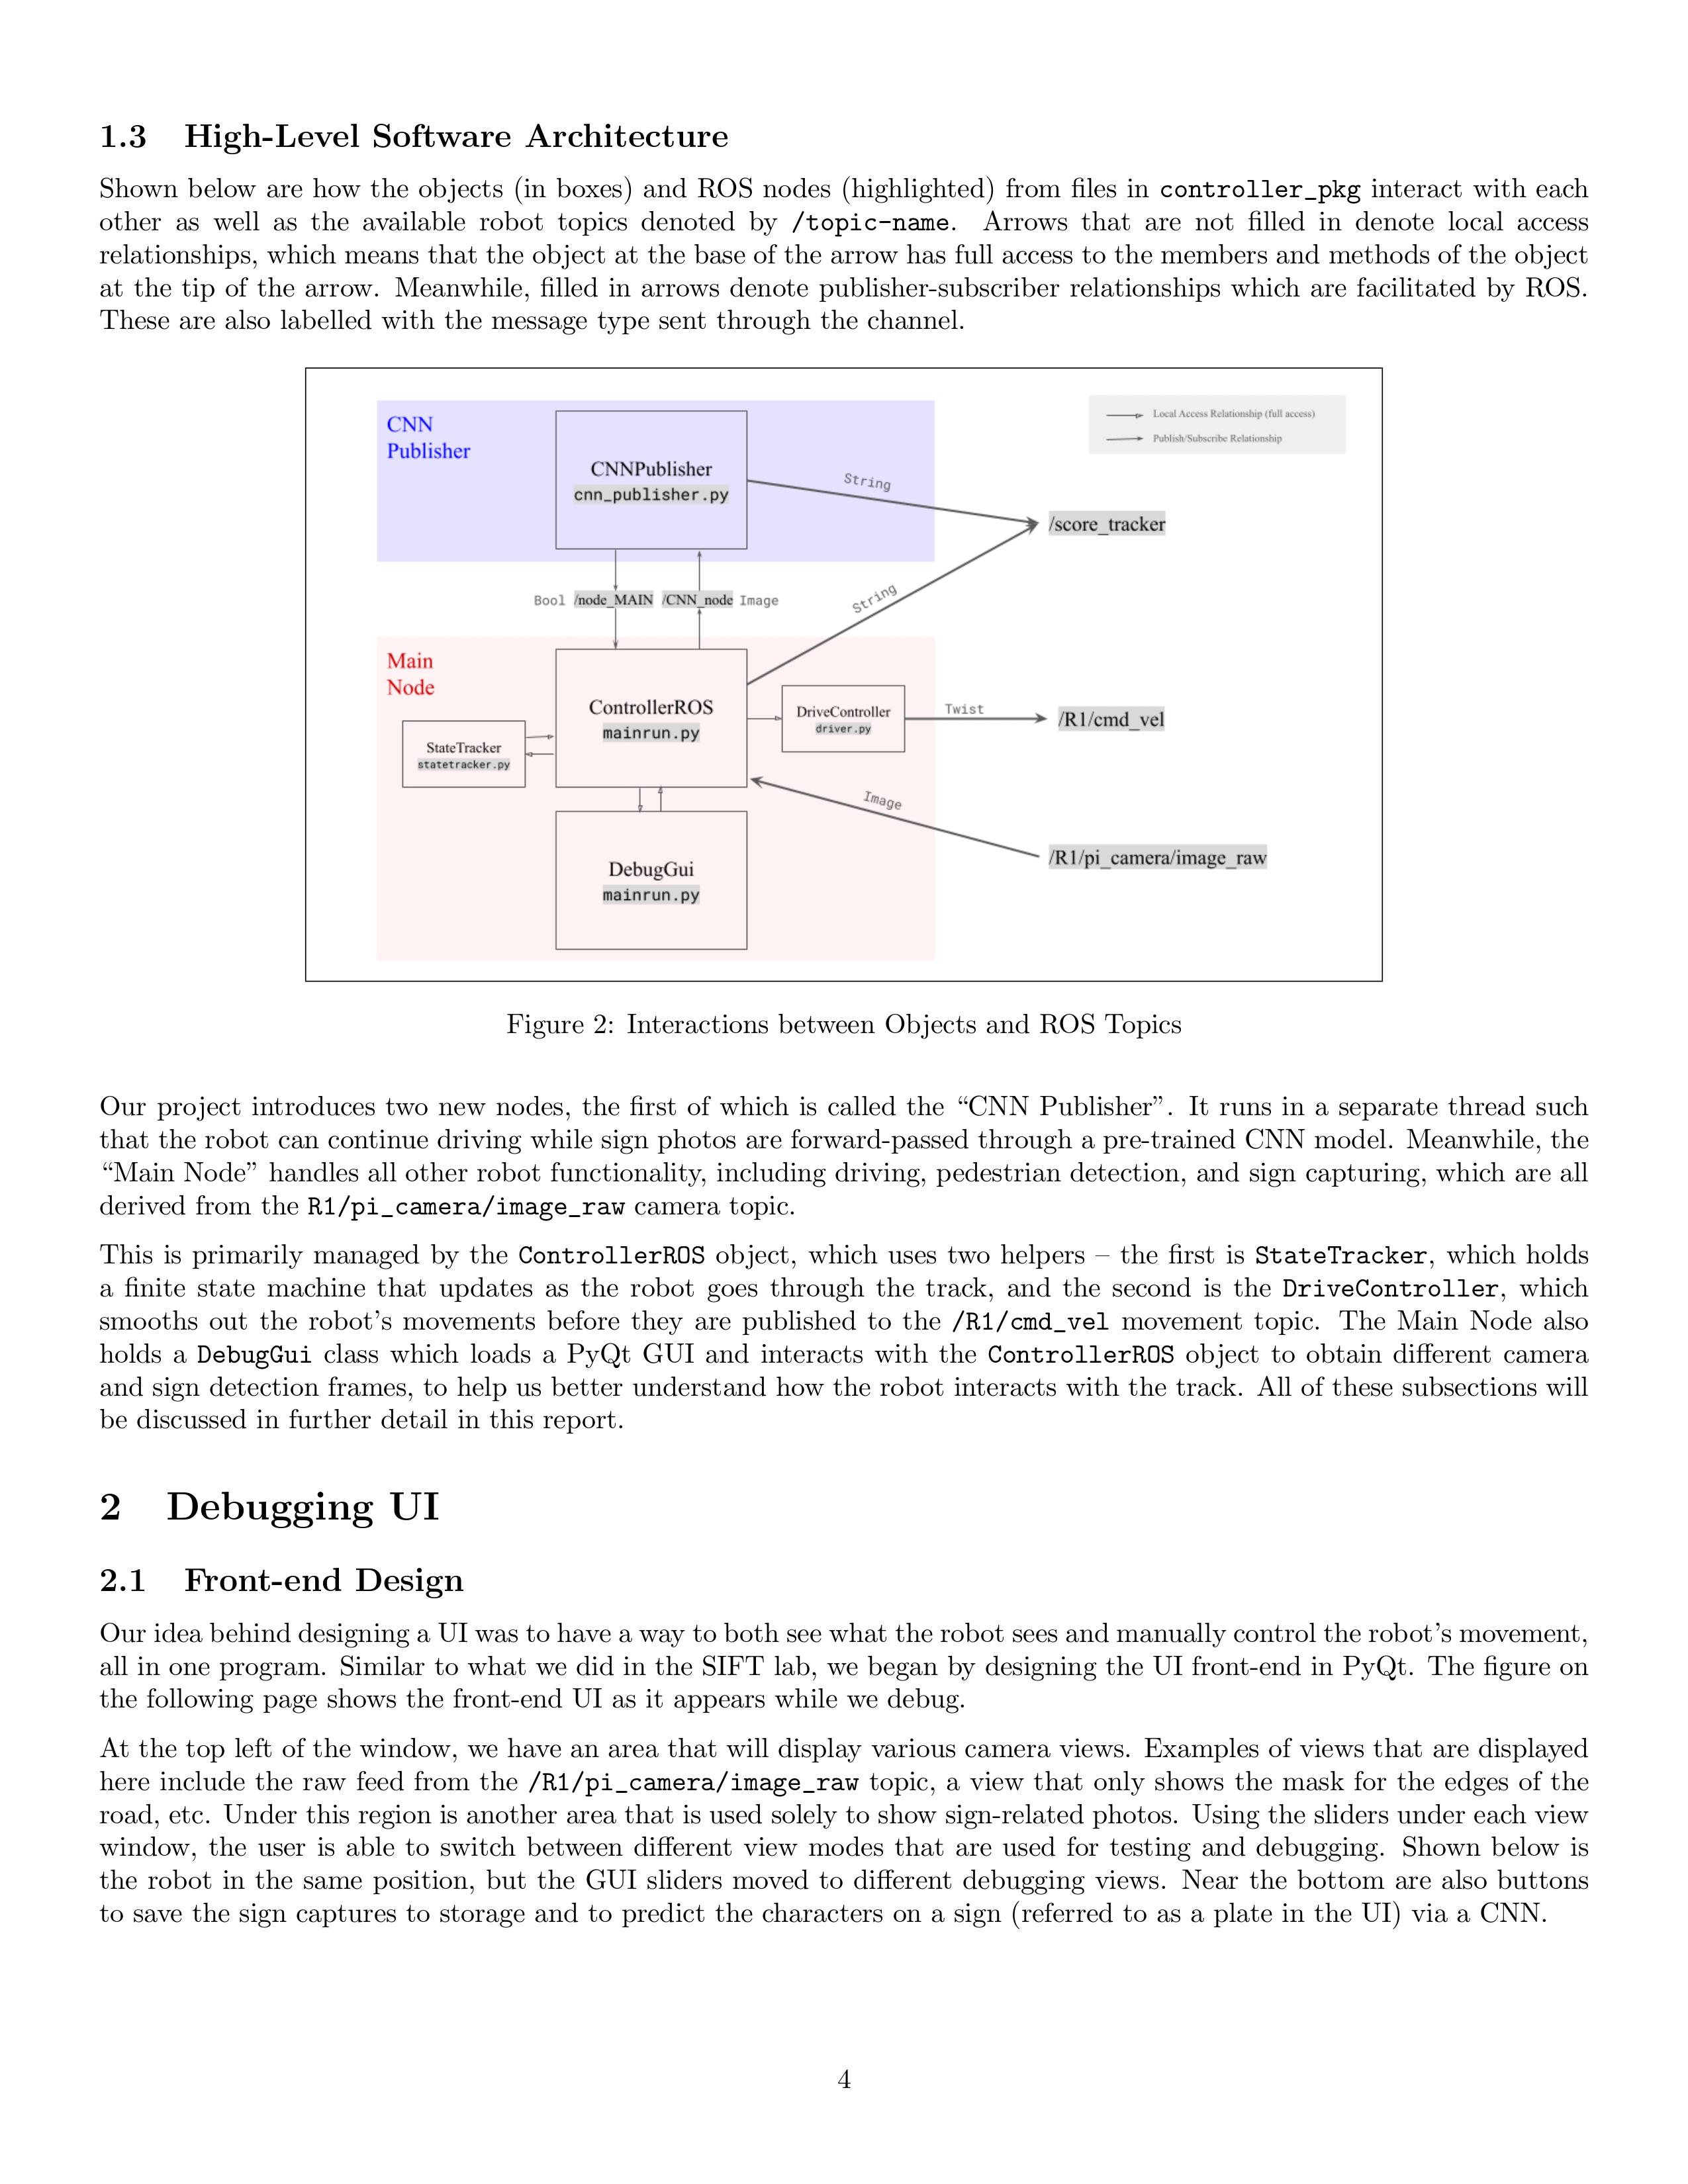 1.3 High-Level Software Architecture
Shown below are how the objects (in boxes) and ROS nodes (highlighted) from files in controller_pkg interact with each
other as well as the available robot topics denoted by /topic-name. Arrows that are not filled in denote local access
relationships, which means that the object at the base of the arrow has full access to the members and methods of the object
at the tip of the arrow. Meanwhile, filled in arrows denote publisher-subscriber relationships which are facilitated by ROS.
These are also labelled with the message type sent through the channel.
CNN
Publisher
CNNPublisher
cnn_publisher.py
Local Access Relationship (full access)
Publish/Subscribe Relationship
String
/score_tracker
Bool /node_MAIN /CNN_node Image
String
Main
Node
ControllerROS
mainrun.py
DriveController
driver.py
Twist
/R1/cmd_vel
StateTracker
statetracker.py
Image
/R1/pi_camera/image_raw
DebugGui
mainrun.py
Figure 2: Interactions between Objects and ROS Topics
Our project introduces two new nodes, the first of which is called the “CNN Publisher”. It runs in a separate thread such
that the robot can continue driving while sign photos are forward-passed through a pre-trained CNN model. Meanwhile, the
“Main Node” handles all other robot functionality, including driving, pedestrian detection, and sign capturing, which are all
derived from the R1/pi_camera/image_raw camera topic.
This is primarily managed by the ControllerROS object, which uses two helpers – the first is StateTracker, which holds
a finite state machine that updates as the robot goes through the track, and the second is the DriveController, which
smooths out the robot’s movements before they are published to the /R1/cmd_vel movement topic. The Main Node also
holds a DebugGui class which loads a PyQt GUI and interacts with the ControllerROS object to obtain different camera
and sign detection frames, to help us better understand how the robot interacts with the track. All of these subsections will
be discussed in further detail in this report.
2 Debugging UI
2.1 Front-end Design
Our idea behind designing a UI was to have a way to both see what the robot sees and manually control the robot’s movement,
all in one program. Similar to what we did in the SIFT lab, we began by designing the UI front-end in PyQt. The figure on
the following page shows the front-end UI as it appears while we debug.
At the top left of the window, we have an area that will display various camera views. Examples of views that are displayed
here include the raw feed from the /R1/pi_camera/image_raw topic, a view that only shows the mask for the edges of the
road, etc. Under this region is another area that is used solely to show sign-related photos. Using the sliders under each view
window, the user is able to switch between different view modes that are used for testing and debugging. Shown below is
the robot in the same position, but the GUI sliders moved to different debugging views. Near the bottom are also buttons
to save the sign captures to storage and to predict the characters on a sign (referred to as a plate in the UI) via a CNN.
4